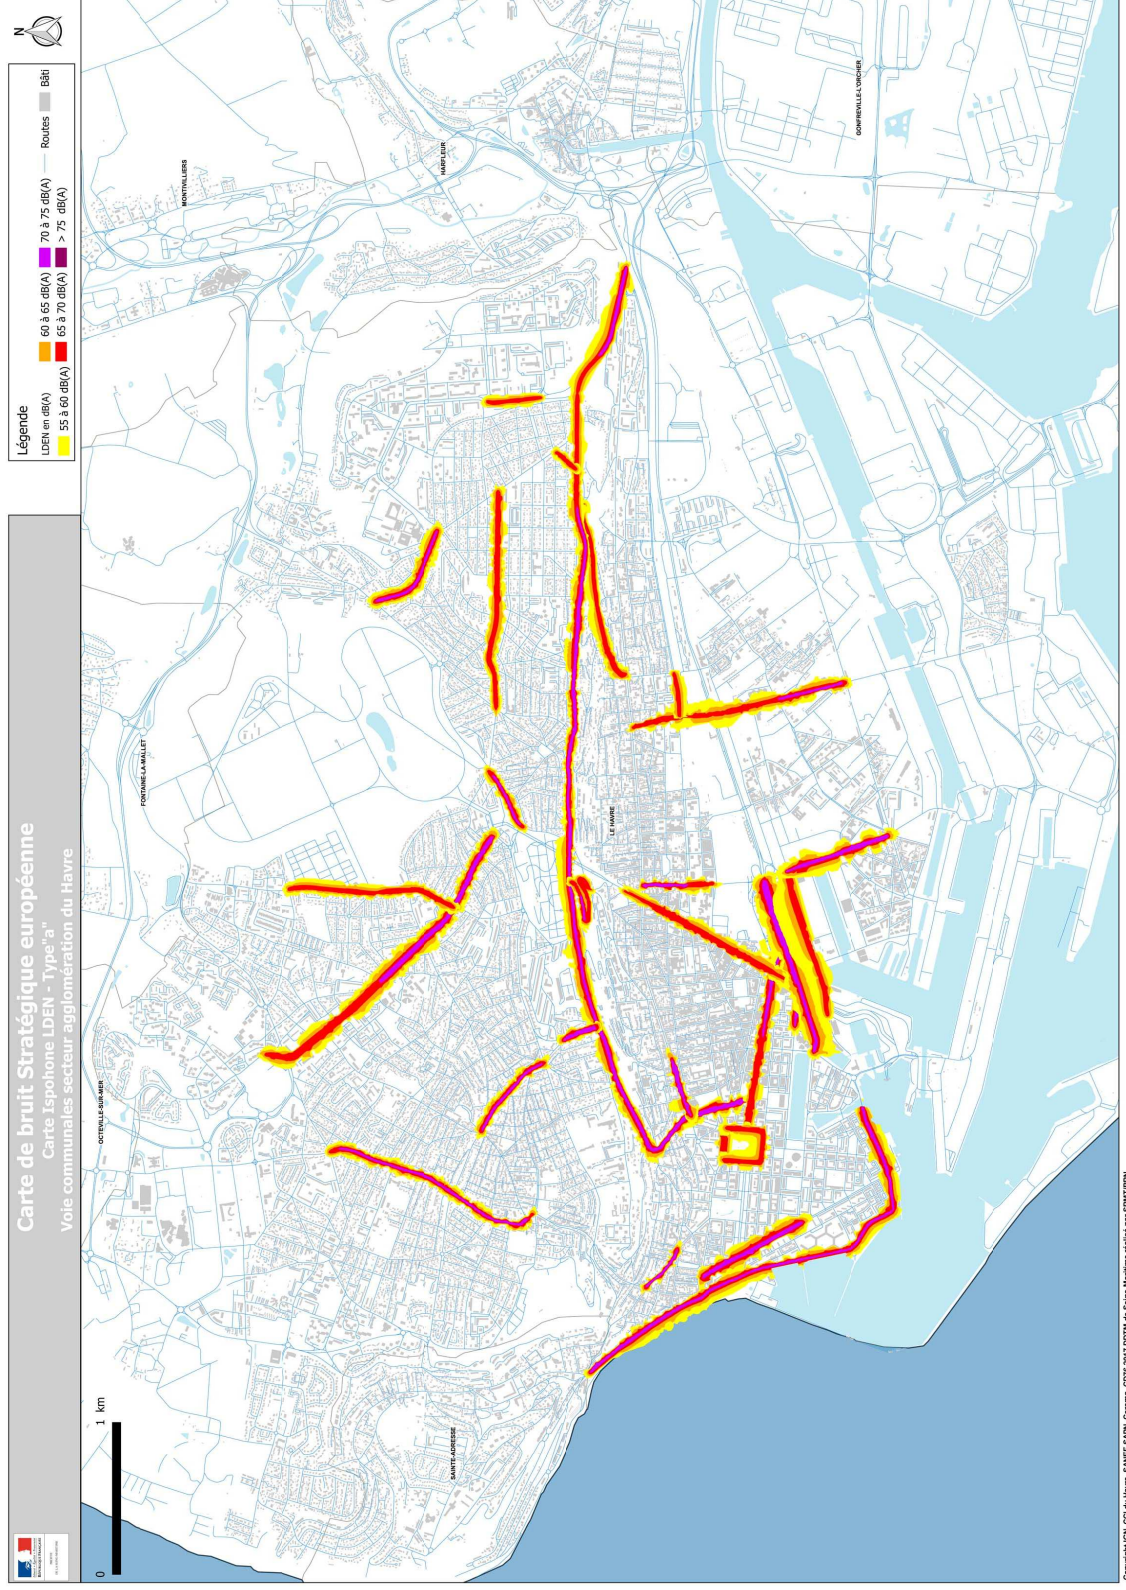 Carte de bruit Stratégique européenne
Carte Isophone LDEN - Type"a"
Voie communales secteur agglomération du Havre
Légende
LDEN en dB(A)
55 à 60 dB(A)
60 à 65 dB(A)
65 à 70 dB(A)
70 à 75 dB(A)
> 75 dB(A)
Routes
Bâti
N
0 1 km
OCTEVILLE-SUR-MER
FONTAINE-LA-MALLET
MONTIVILLIERS
HARFLEUR
GONFREVILLE-L'ORCHER
LE HAVRE
SAINTE-ADRESSE